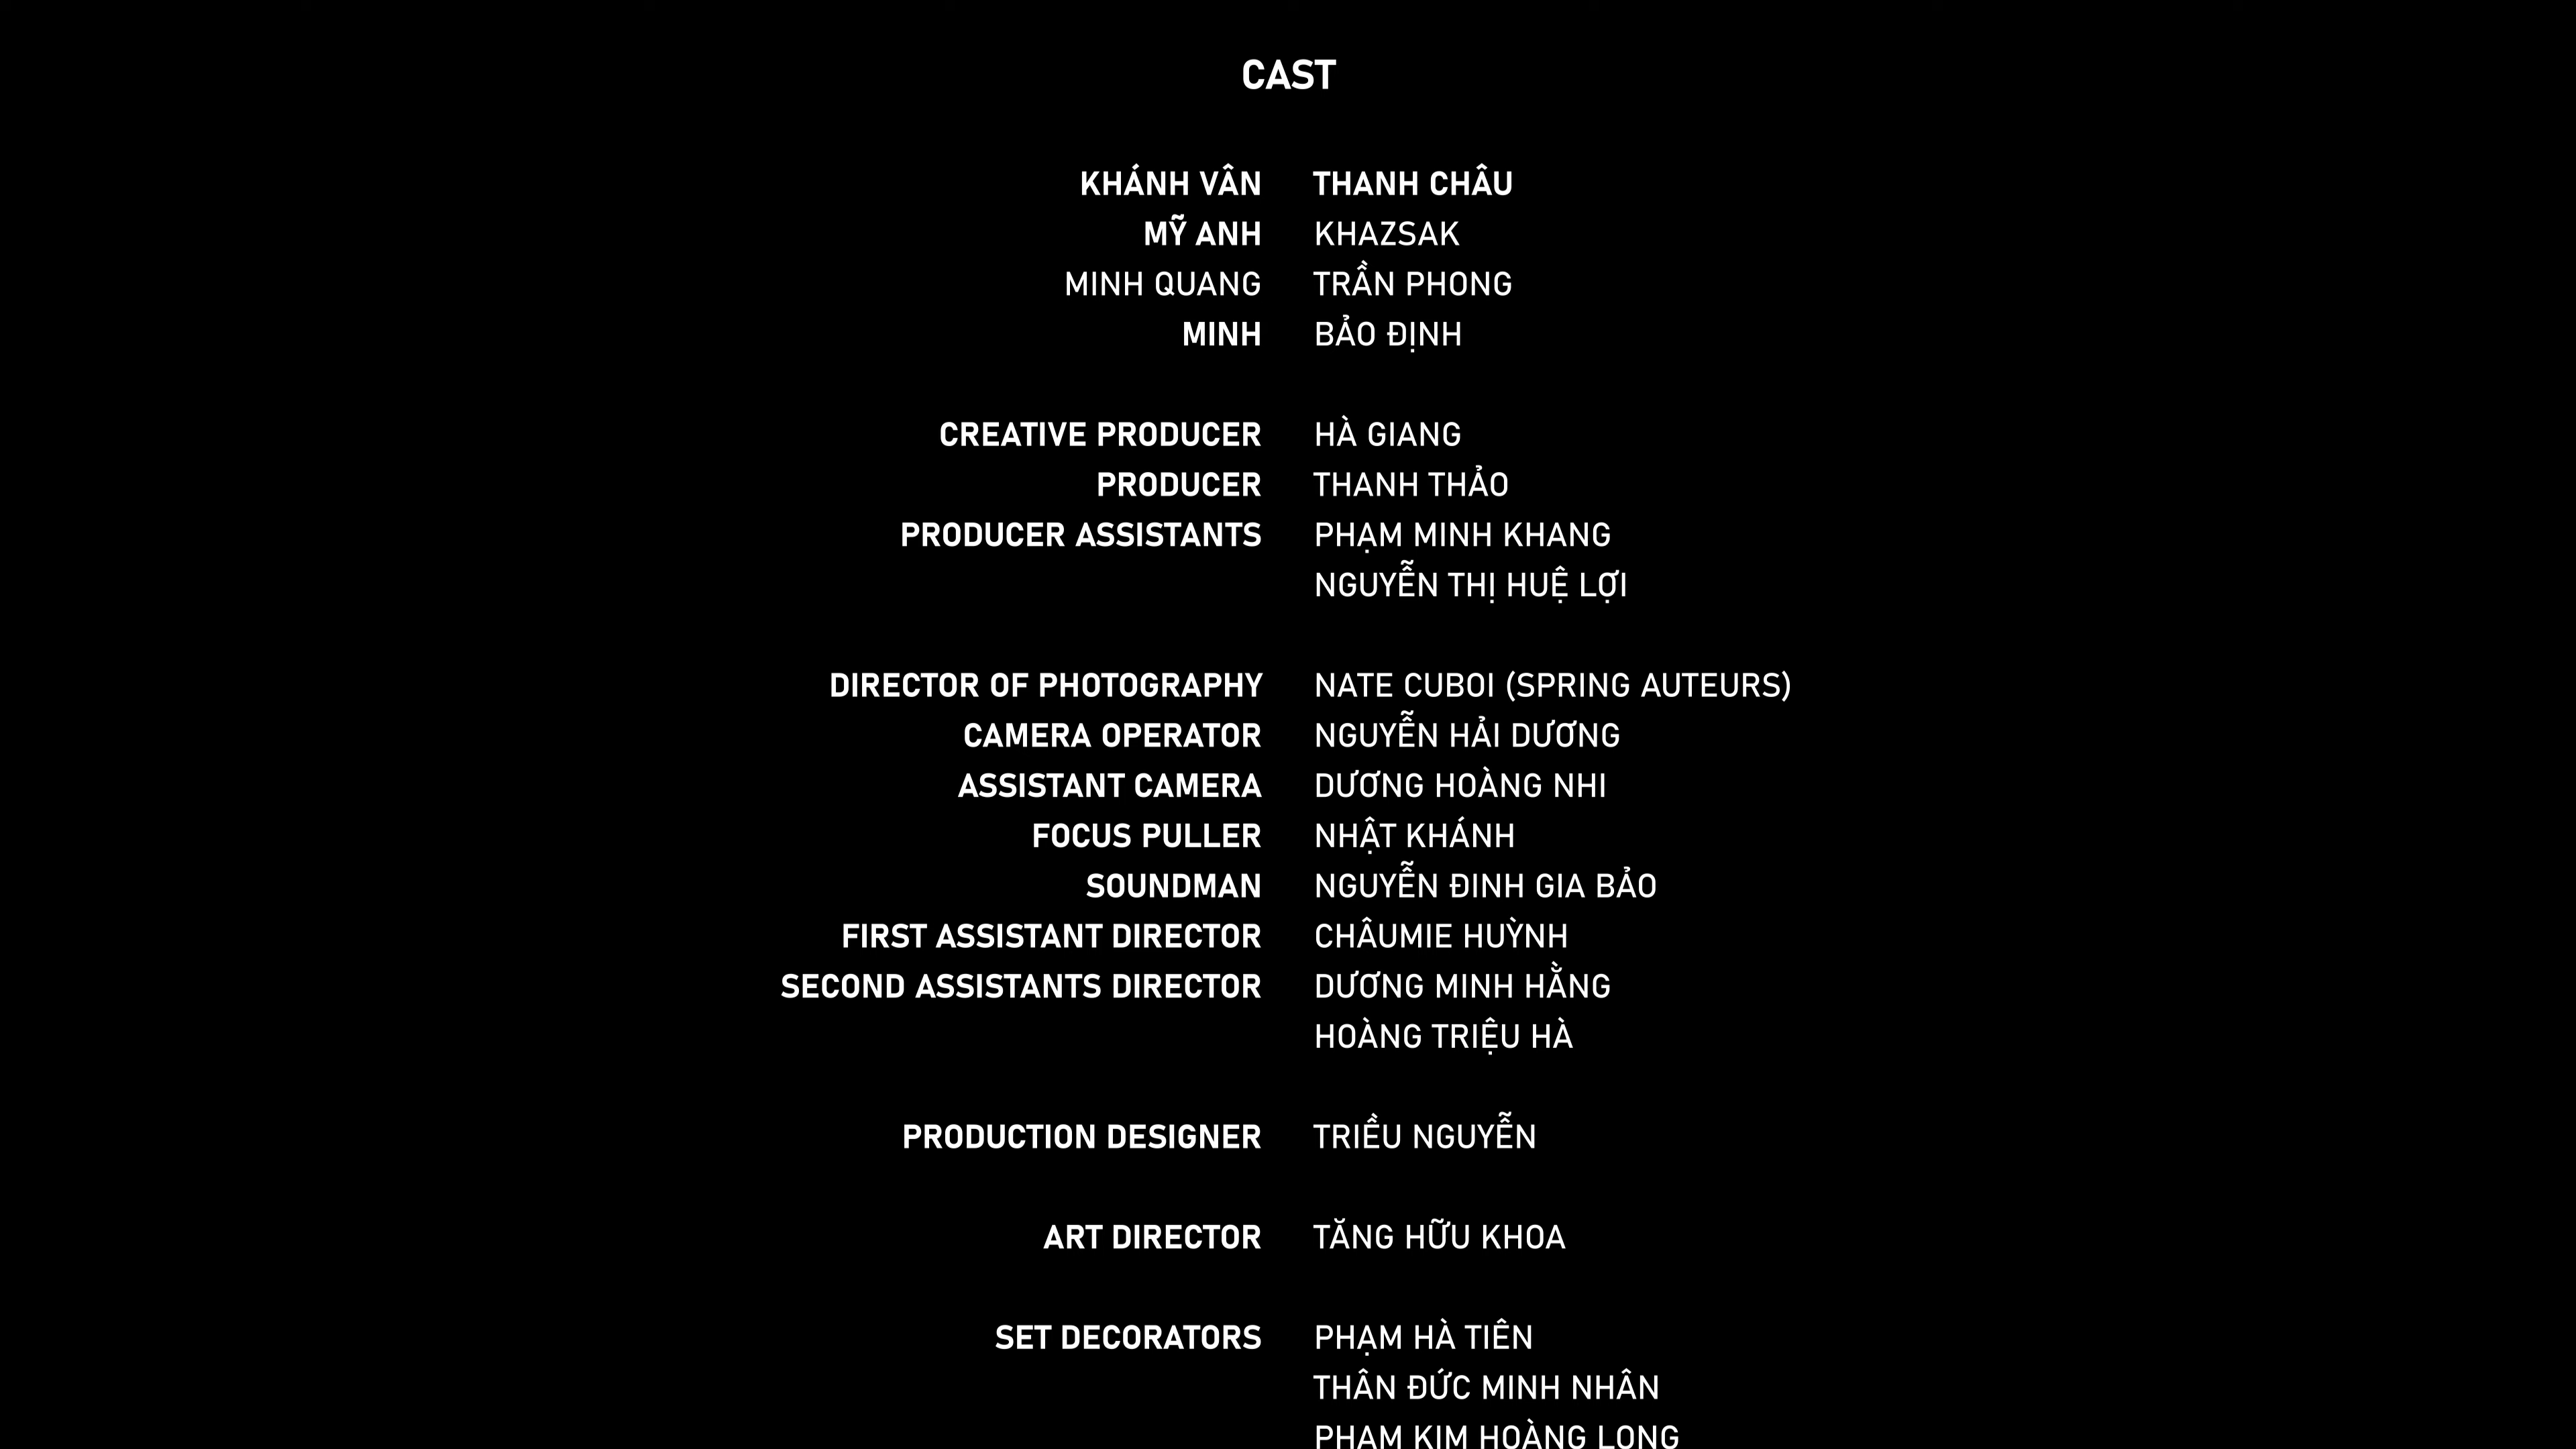 CAST
KHÁNH VÂN THANH CHÂU
MỸ ANH KHAZSAK
MINH QUANG TRẦN PHONG
MINH BẢO ĐỊNH
CREATIVE PRODUCER HÀ GIANG
PRODUCER THANH THẢO
PRODUCER ASSISTANTS PHẠM MINH KHANG
NGUYỄN THỊ HUỆ LỢI
DIRECTOR OF PHOTOGRAPHY NATE CUBOI (SPRING AUTEURS)
CAMERA OPERATOR NGUYỄN HẢI DƯƠNG
ASSISTANT CAMERA DƯƠNG HOÀNG NHI
FOCUS PULLER NHẬT KHÁNH
SOUNDMAN NGUYỄN ĐINH GIA BẢO
FIRST ASSISTANT DIRECTOR CHÂUMIE HUỲNH
SECOND ASSISTANTS DIRECTOR DƯƠNG MINH HẰNG
HOÀNG TRIỆU HÀ
PRODUCTION DESIGNER TRIỀU NGUYỄN
ART DIRECTOR TĂNG HỮU KHOA
SET DECORATORS PHẠM HÀ TIÊN
THÂN ĐỨC MINH NHÂN
PHẠM KIM HOÀNG LONG